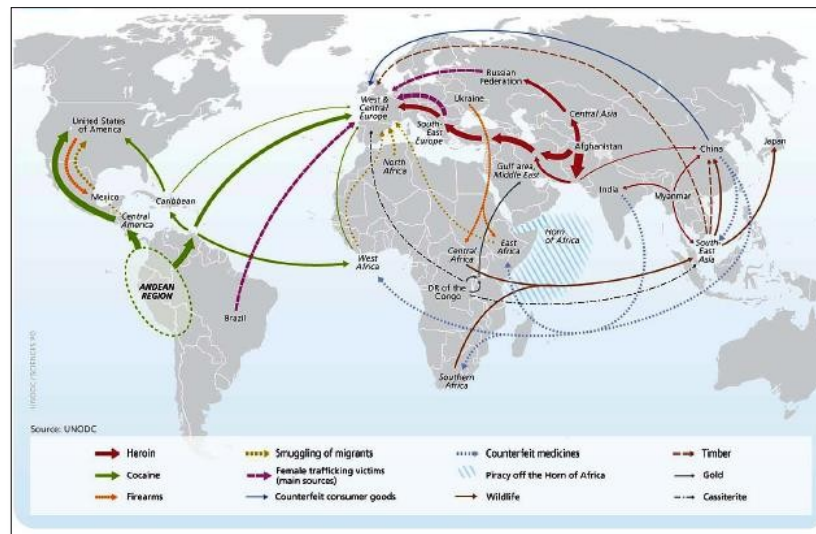 Russian
Federation
West &
Central
Europe
Ukraine
United States
of America
South-
East Europe
Central Asia
China
Japan
Afghanistan
North
Africa
Gulf area,
Middle East
Mexico
Caribbean
India
Myanmar
Central
America
Horn
of Africa
South-
East
Asia
West
Africa
Central
Africa
East
Africa
ANDEAN
REGION
DR of the
Congo
Brazil
Southern
Africa
Source: UNODC
Heroin
Smuggling of migrants
Counterfeit medicines
Timber
Cocaine
Female trafficking victims
(main sources)
Piracy off the Horn of Africa
Gold
Firearms
Counterfeit consumer goods
Wildlife
Cassiterite